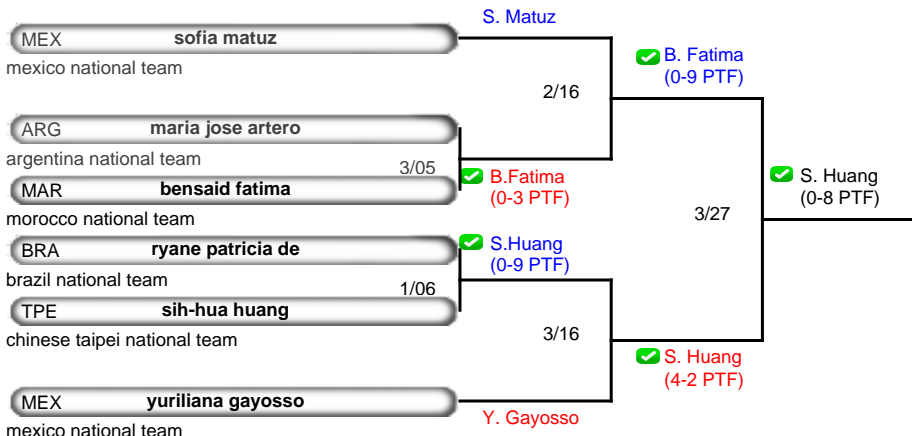 S. Matuz
MEX sofia matuz
mexico national team
B. Fatima
(0-9 PTF)
2/16
ARG maria jose artero
argentina national team
3/05
B.Fatima
(0-3 PTF)
MAR bensaid fatima
morocco national team
S. Huang
(0-8 PTF)
3/27
BRA ryane patricia de
brazil national team
S.Huang
(0-9 PTF)
1/06
TPE sih-hua huang
chinese taipei national team
3/16
S. Huang
(4-2 PTF)
MEX yuriliana gayosso
Y. Gayosso
mexico national team